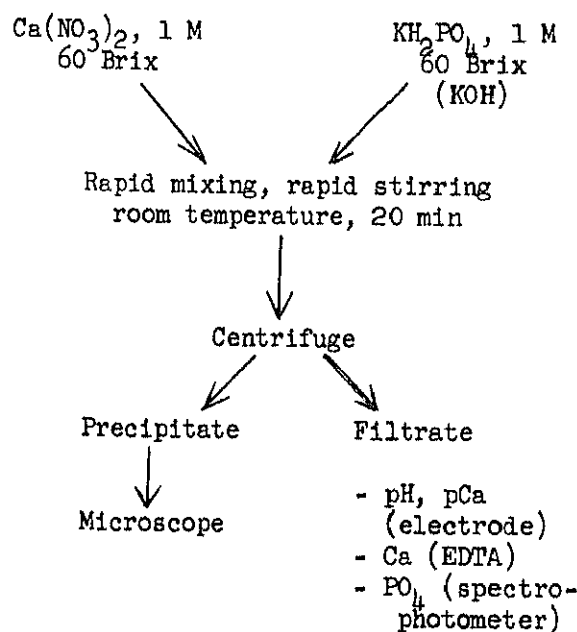 Ca(NO3)2, 1 M
60 Brix
KH2PO4, 1 M
60 Brix
(KOH)
Rapid mixing, rapid stirring
room temperature, 20 min
Centrifuge
Precipitate
Filtrate
Microscope
- pH, pCa
(electrode)
- Ca (EDTA)
- PO4 (spectro-
photometer)